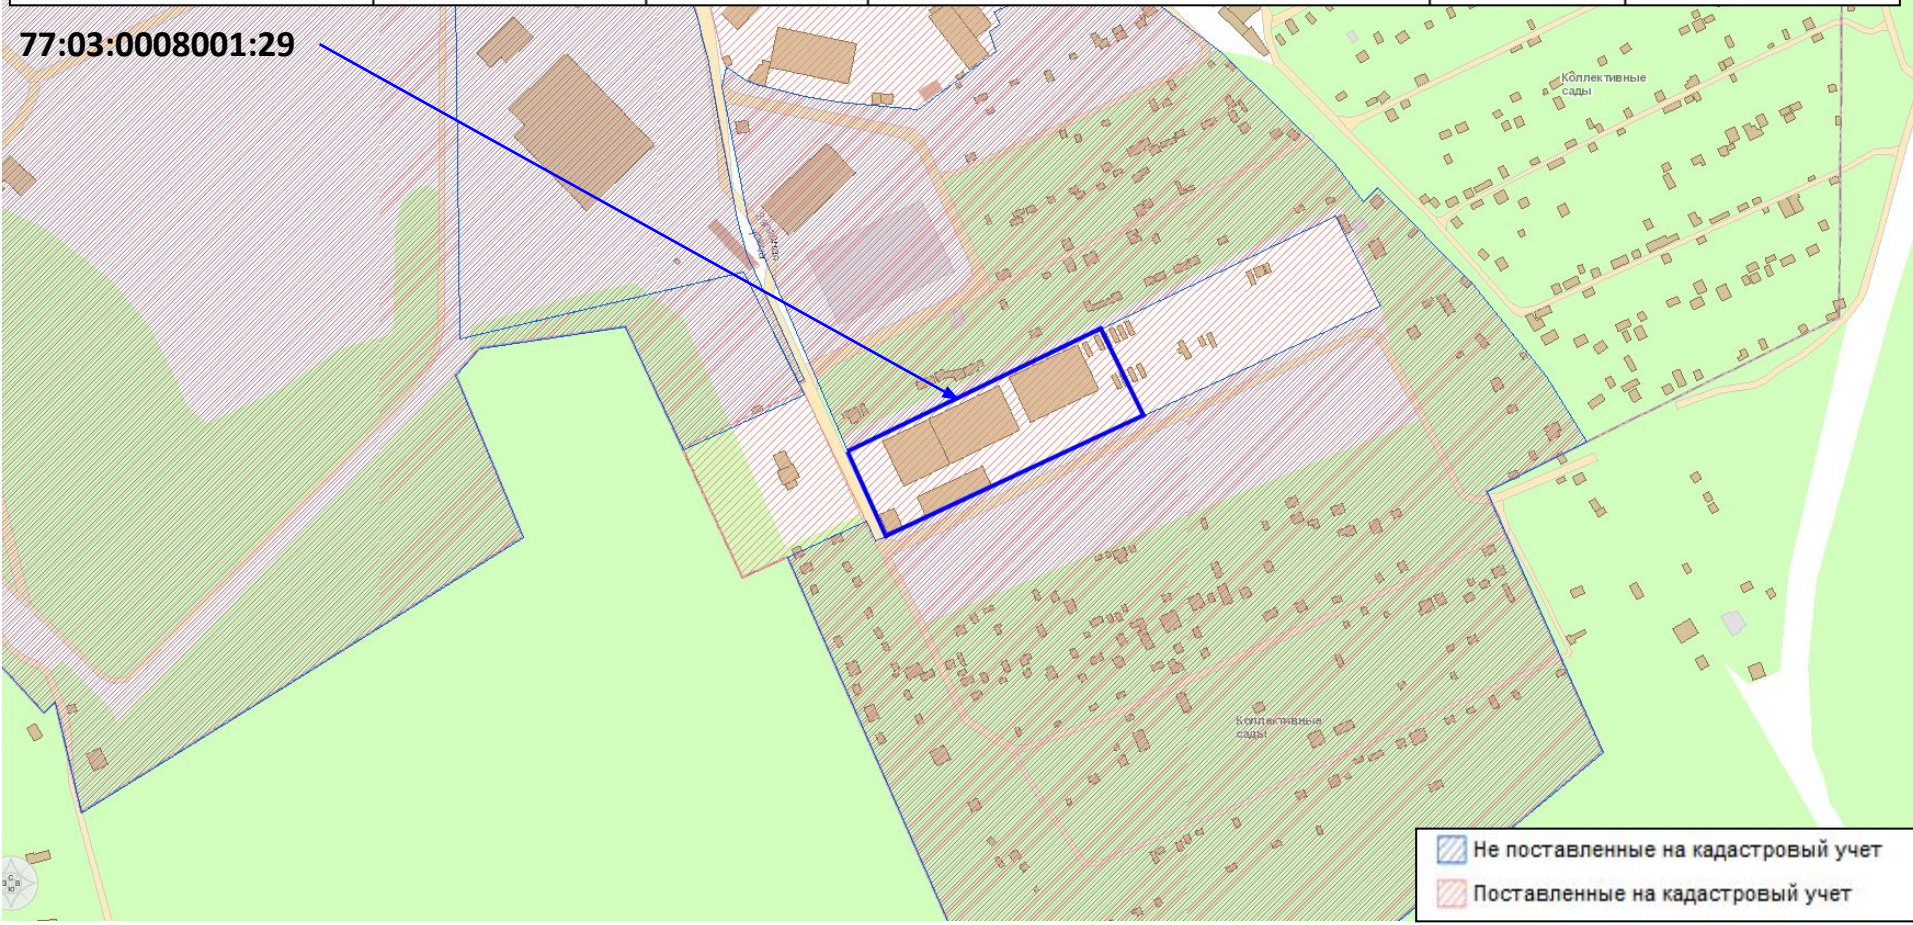 77:03:0008001:29
Коллективные
сады
Коллективные
сады
Не поставленные на кадастровый учет
Поставленные на кадастровый учет